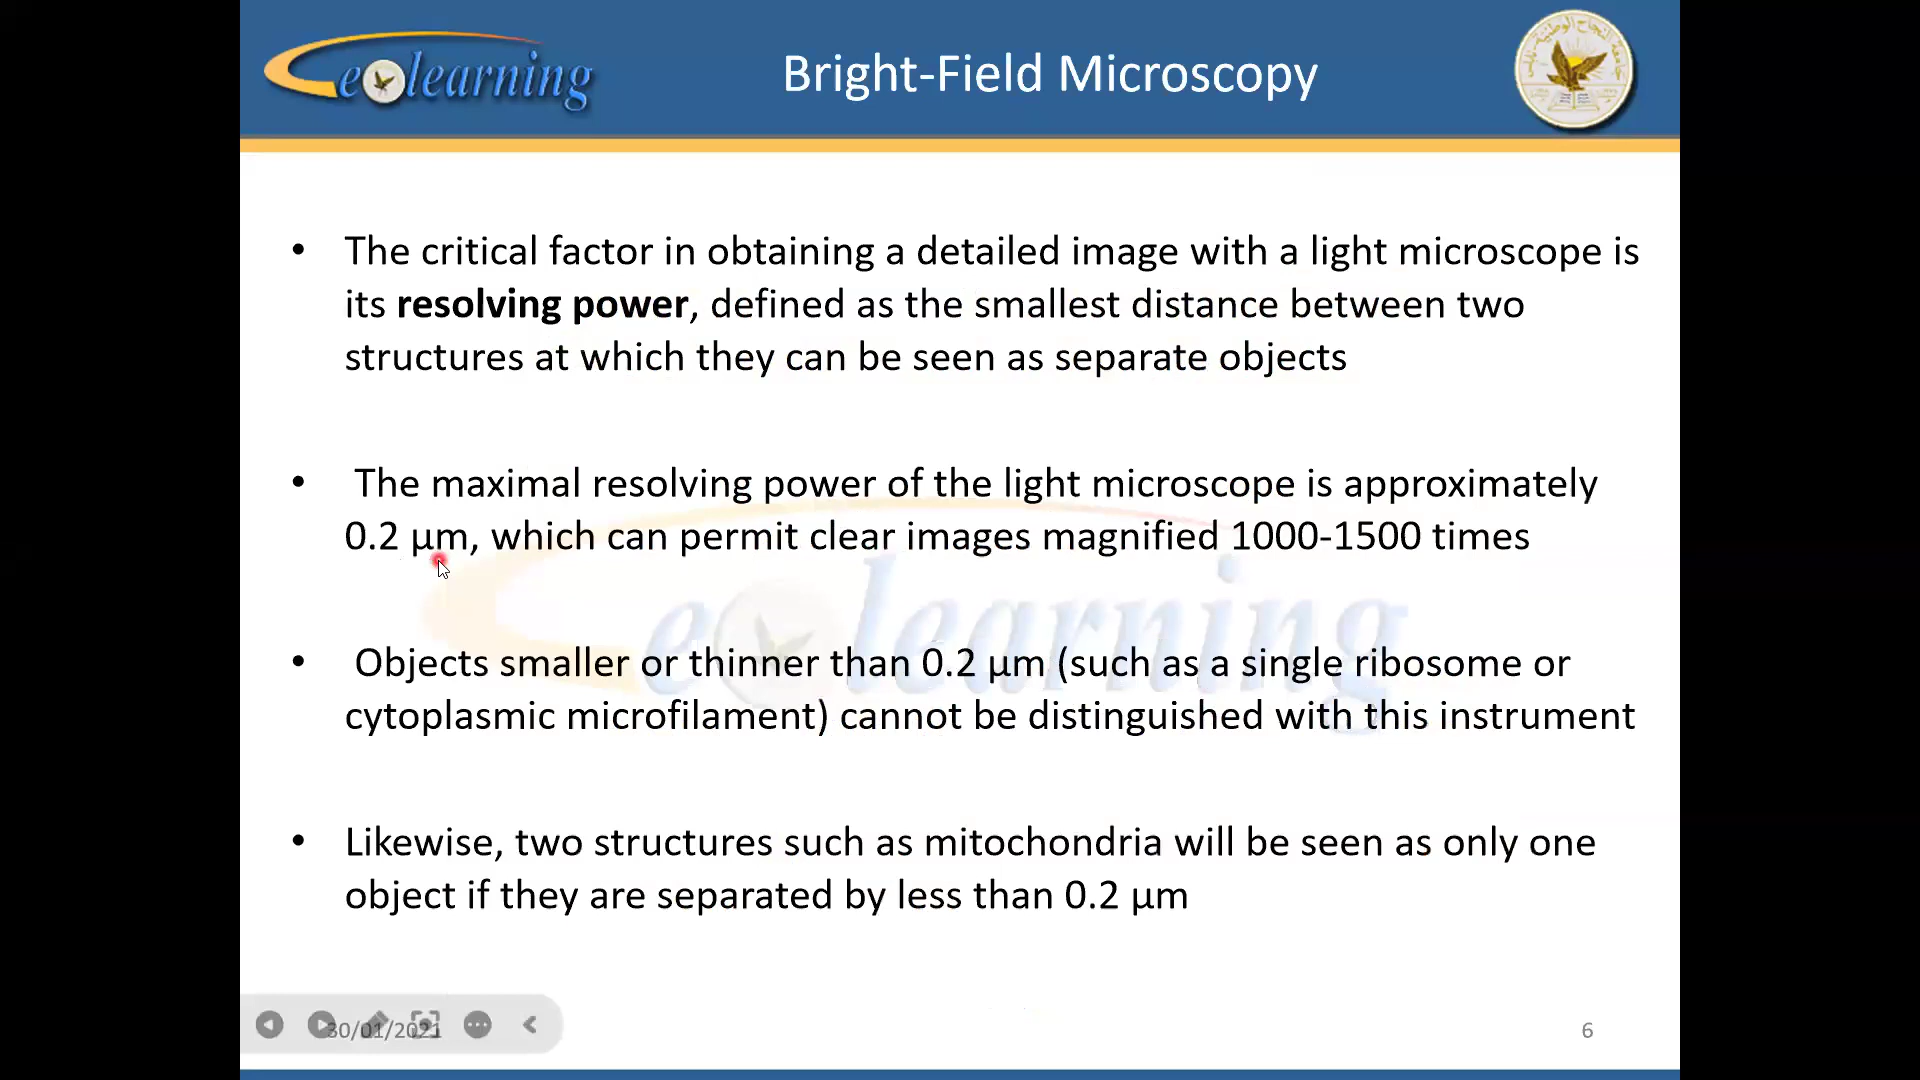 elearning
Bright-Field Microscopy
• The critical factor in obtaining a detailed image with a light microscope is
its resolving power, defined as the smallest distance between two
structures at which they can be seen as separate objects
• The maximal resolving power of the light microscope is approximately
0.2 μm, which can permit clear images magnified 1000-1500 times
• Objects smaller or thinner than 0.2 μm (such as a single ribosome or
cytoplasmic microfilament) cannot be distinguished with this instrument
• Likewise, two structures such as mitochondria will be seen as only one
object if they are separated by less than 0.2 μm
elearning
30/01/2021
6